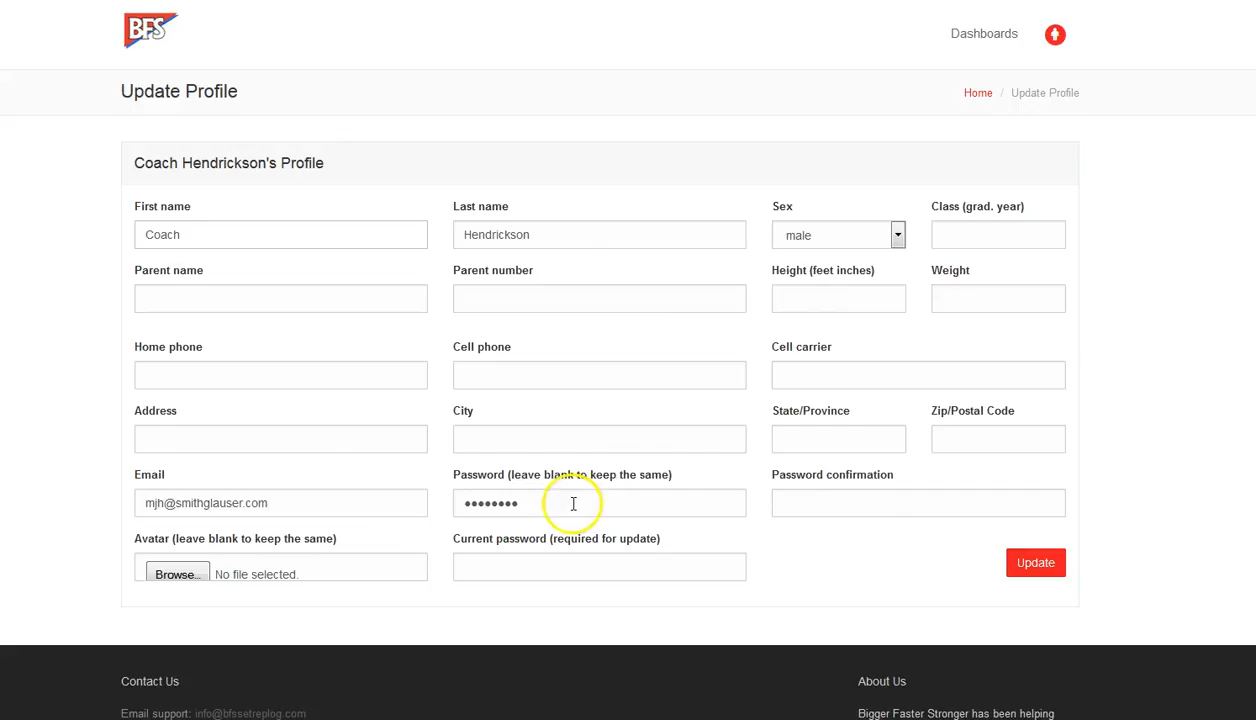 BFS
Dashboards
Update Profile
Home / Update Profile
Coach Hendrickson's Profile
First name Last name Sex Class (grad. year)
Coach Hendrickson male
Parent name Parent number Height (feet inches) Weight
Home phone Cell phone Cell carrier
Address City State/Province Zip/Postal Code
Email Password (leave blank to keep the same) Password confirmation
mjh@smithglauser.com ••••••••
Avatar (leave blank to keep the same) Current password (required for update)
Browse... No file selected. Update
Contact Us About Us
Email support: info@bfssetreplog.com Bigger Faster Stronger has been helping